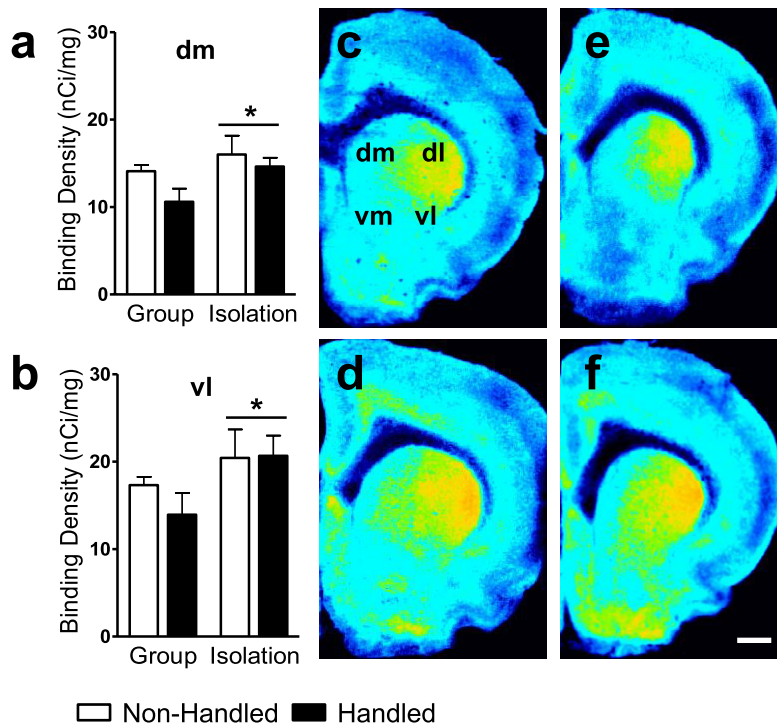 a
dm
Binding Density (nCi/mg)
30
20
10
0
*
Group Isolation
b
vl
Binding Density (nCi/mg)
30
20
10
0
*
Group Isolation
c
dm dl
vm vl
e
d
f
Non-Handled Handled